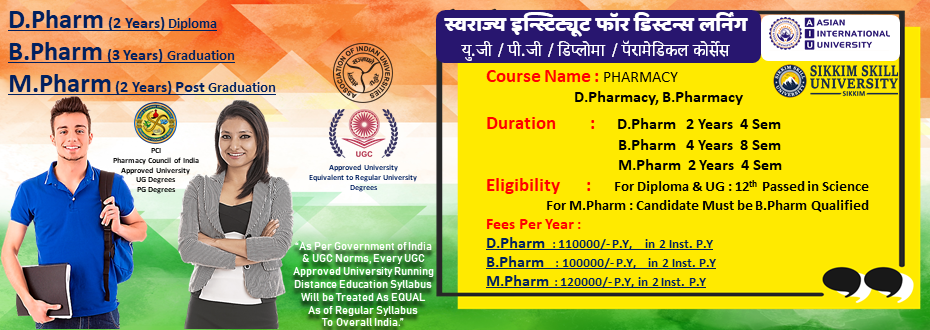 D.Pharm (2 Years) Diploma
B.Pharm (3 Years) Graduation
M.Pharm (2 Years) Post Graduation
ASSOCIATION OF INDIAN UNIVERSITIES
PCI
Pharmacy Council of India
Approved University
UG Degrees
PG Degrees
UGC
Approved University
Equivalent to Regular University
Degrees
"As Per Government of India
& UGC Norms, Every UGC
Approved University Running
Distance Education Syllabus
Will be Treated As EQUAL
As of Regular Syllabus
To Overall India."
स्वराज्य इन्स्टिट्यूट फॉर डिस्टन्स लर्निंग
यु.जी / पी.जी / डिप्लोमा / पॅरामेडिकल कोर्सेस
AIU
ASIAN
INTERNATIONAL
UNIVERSITY
SIKKIM SKILL
UNIVERSITY
SIKKIM
Course Name : PHARMACY
D.Pharmacy, B.Pharmacy
Duration : D.Pharm 2 Years 4 Sem
B.Pharm 4 Years 8 Sem
M.Pharm 2 Years 4 Sem
Eligibility : For Diploma & UG : 12th Passed in Science
For M.Pharm : Candidate Must be B.Pharm Qualified
Fees Per Year :
D.Pharm : 110000/- P.Y, in 2 Inst. P.Y
B.Pharm : 100000/- P.Y, in 2 Inst. P.Y
M.Pharm : 120000/- P.Y, in 2 Inst. P.Y